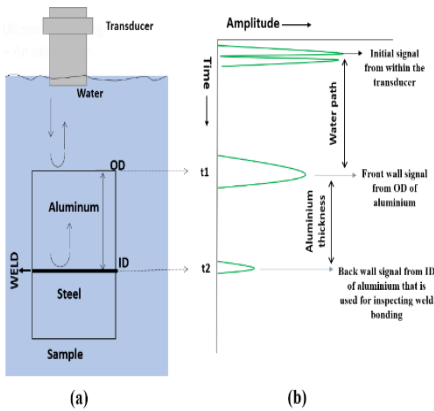 Transducer
Water
OD
Aluminum
ID
WELD
Steel
Sample
(a)
Amplitude
Time
Initial signal
from within the
transducer
Water path
t1
Front wall signal
from OD of
aluminium
Aluminium
thickness
t2
Back wall signal from ID
of aluminium that is
used for inspecting weld
bonding
(b)